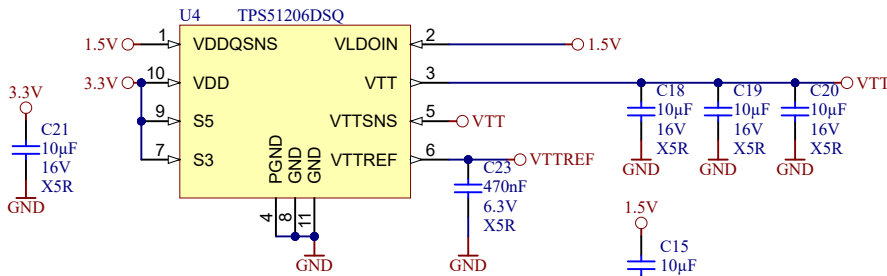 U4
TPS51206DSQ
1.5V
1
VDDQSNS
VLDOIN
2
1.5V
3.3V
10
VDD
VTT
3
VTT
9
S5
VTTSNS
5
VTT
7
S3
VTTREF
6
VTTREF
PGND
GND
GND
4
8
11
GND
3.3V
C21
10µF
16V
X5R
GND
C23
470nF
6.3V
X5R
GND
C18
10µF
16V
X5R
GND
C19
10µF
16V
X5R
GND
C20
10µF
16V
X5R
GND
1.5V
C15
10µF